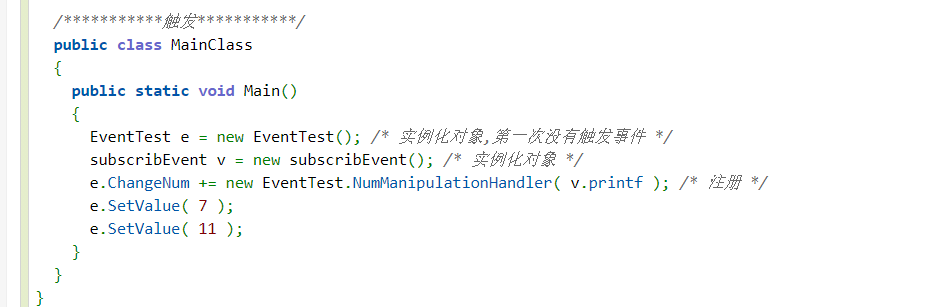 /***********触发***********/
public class MainClass
{
public static void Main()
{
EventTest e = new EventTest(); /* 实例化对象,第一次没有触发事件 */
subscribEvent v = new subscribEvent(); /* 实例化对象 */
e.ChangeNum += new EventTest.NumManipulationHandler( v.printf ); /* 注册 */
e.SetValue( 7 );
e.SetValue( 11 );
}
}
}